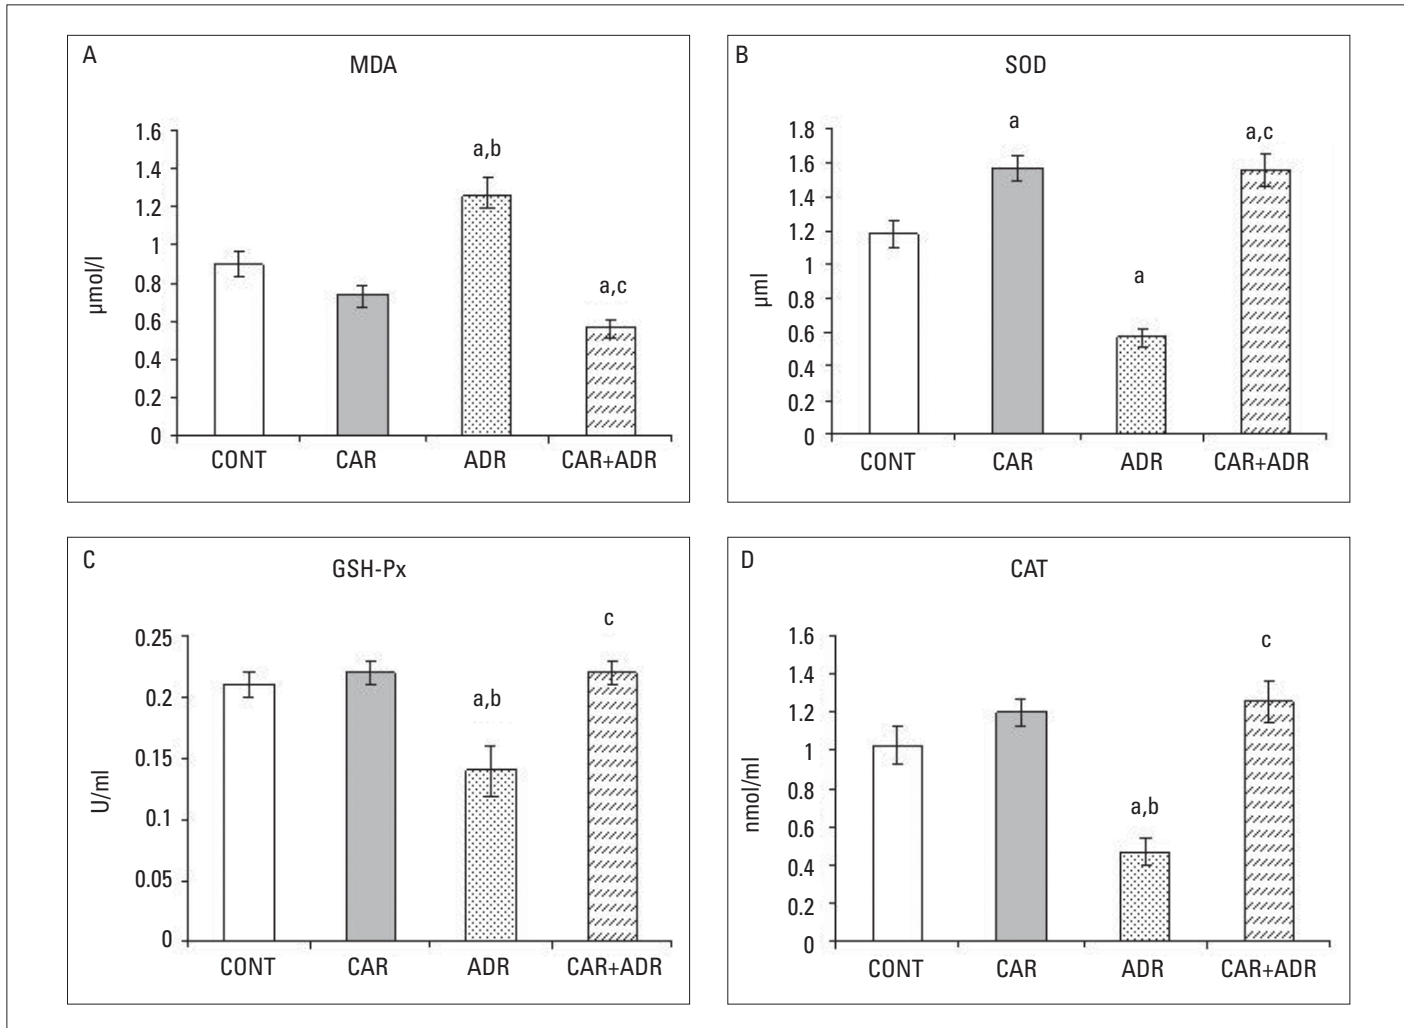 A
MDA
µmol/l
1.6
1.4
1.2
1
0.8
0.6
0.4
0.2
0
a,b
a,c
CONT CAR ADR CAR+ADR
B
SOD
µml
1.8
1.6
1.4
1.2
1
0.8
0.6
0.4
0.2
0
a
a
a,c
CONT CAR ADR CAR+ADR
C
GSH-Px
U/ml
0.25
0.2
0.15
0.1
0.05
0
a,b
c
CONT CAR ADR CAR+ADR
D
CAT
nmol/ml
1.6
1.4
1.2
1
0.8
0.6
0.4
0.2
0
a,b
c
CONT CAR ADR CAR+ADR